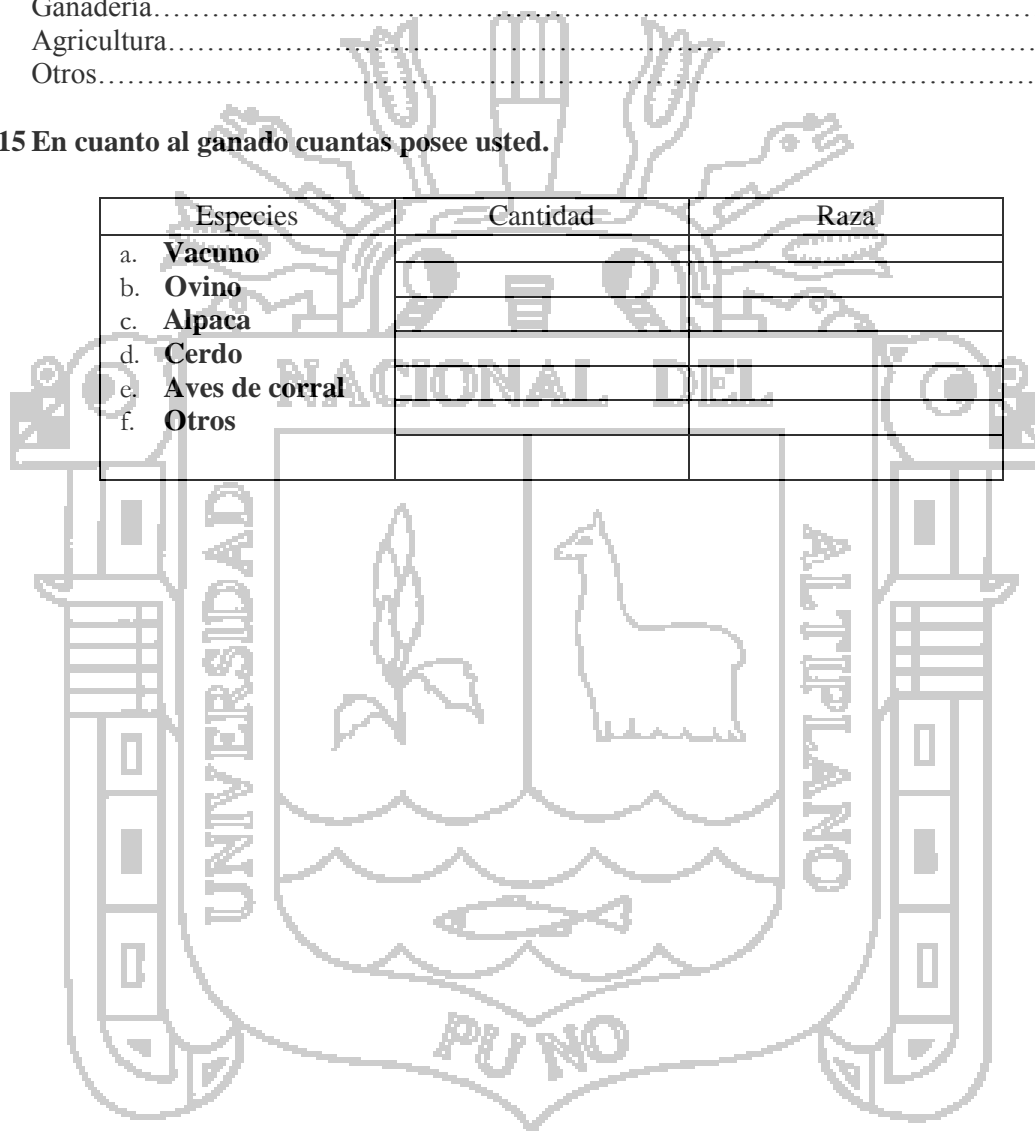 Ganadería……………………………………………………………………………………
Agricultura……………………………………………………………………………………
Otros……………………………………………………………………………………
15 En cuanto al ganado cuantas posee usted.
Especies Cantidad Raza
a. Vacuno
b. Ovino
c. Alpaca
d. Cerdo
e. Aves de corral
f. Otros
NACIONAL DEL
UNIVERSIDAD
ALTIPLANO
PUNO